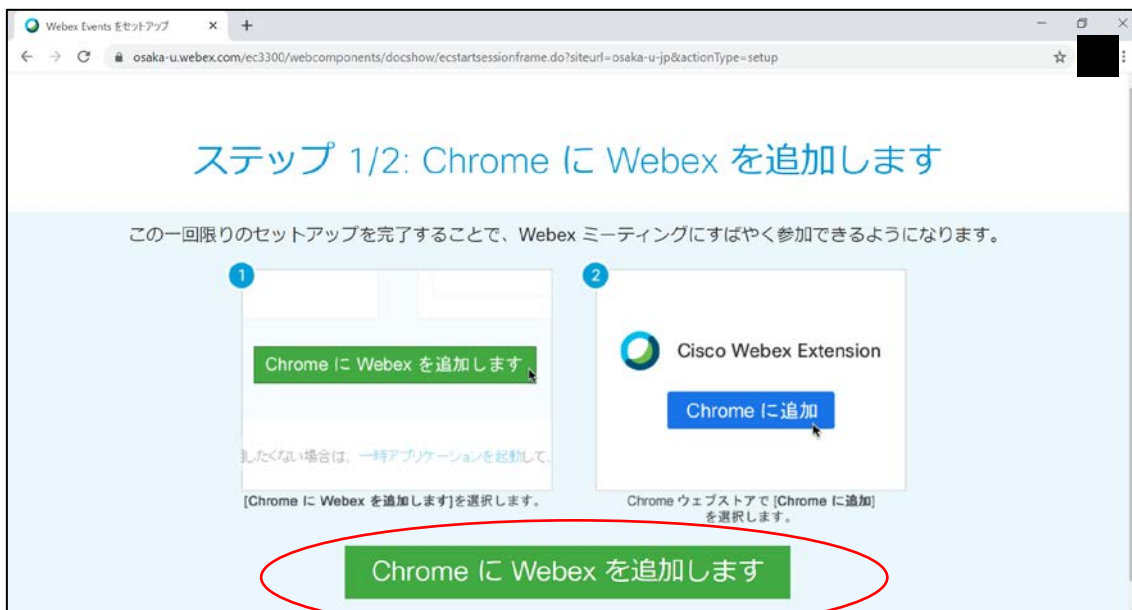 Webex Events をセットアップ
osaka-u.webex.com/ec3300/webcomponents/docshow/ecstartsessionframe.do?siteurl=osaka-u-jp&actionType=setup
ステップ 1/2: Chrome に Webex を追加します
この一回限りのセットアップを完了することで、Webex ミーティングにすばやく参加できるようになります。
1
Chrome に Webex を追加します
したくない場合は、一時アプリケーションを起動して、
[Chrome に Webex を追加します]を選択します。
2
Cisco Webex Extension
Chrome に追加
Chrome ウェブストアで [Chrome に追加]
を選択します。
Chrome に Webex を追加します